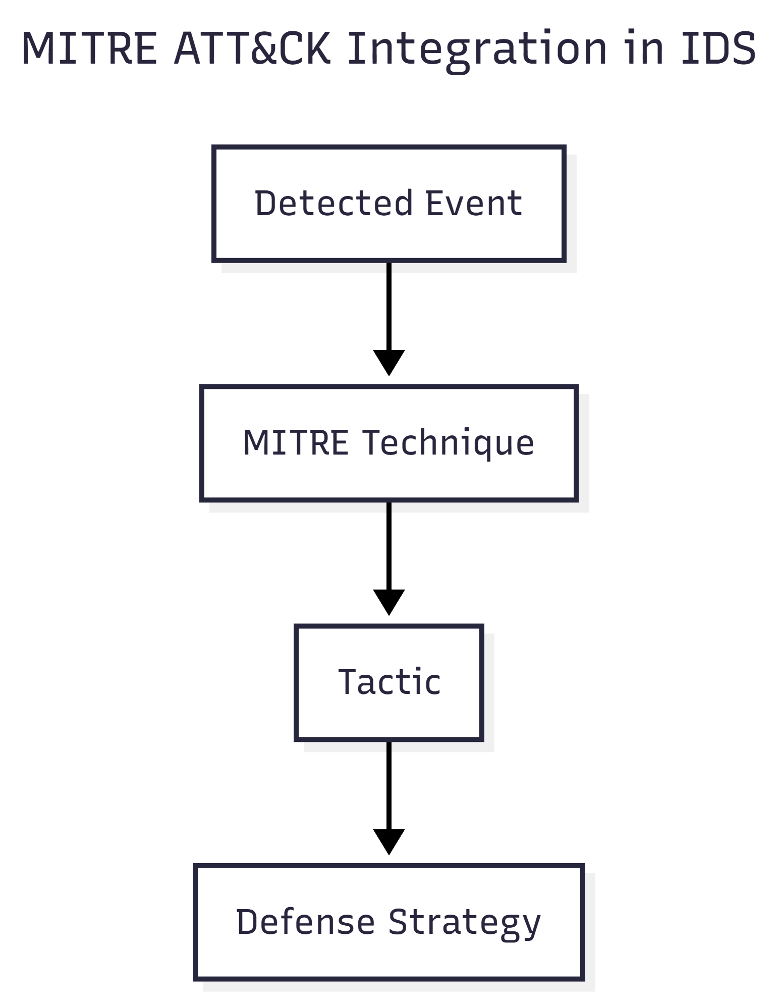 MITRE ATT&CK Integration in IDS
Detected Event
MITRE Technique
Tactic
Defense Strategy